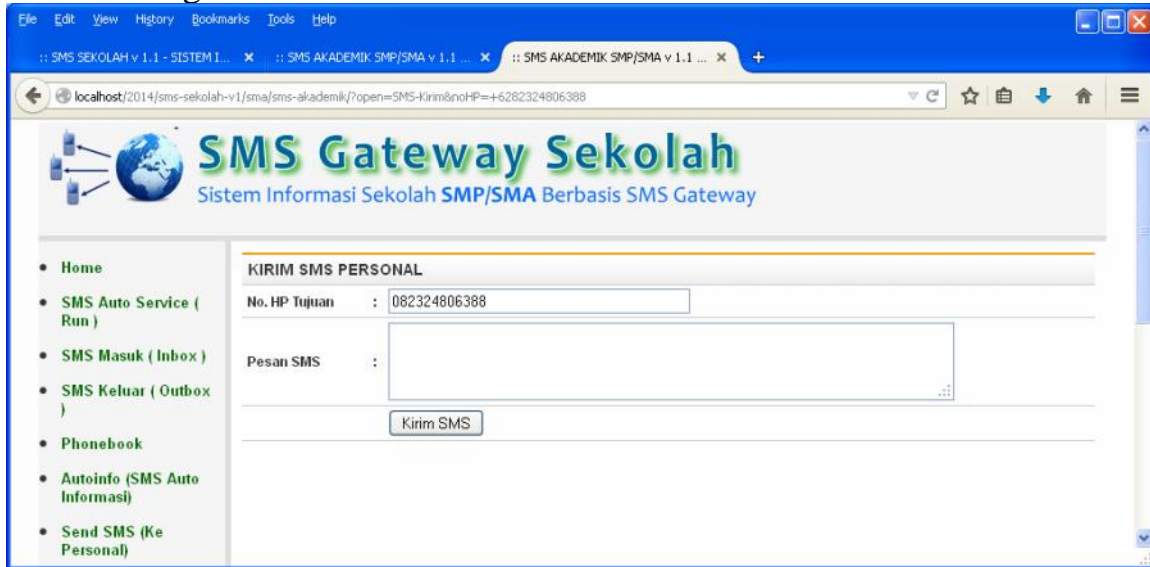 File Edit View History Bookmarks Tools Help
:: SMS SEKOLAH v 1.1 - SISTEM I... :: SMS AKADEMIK SMP/SMA v 1.1 ... :: SMS AKADEMIK SMP/SMA v 1.1 ...
localhost/2014/sms-sekolah-v1/sma/sms-akademik/?open=SMS-Kirim&noHP=+6282324806388
SMS Gateway Sekolah
Sistem Informasi Sekolah SMP/SMA Berbasis SMS Gateway
Home
SMS Auto Service (
Run )
SMS Masuk ( Inbox )
SMS Keluar ( Outbox
)
Phonebook
Autoinfo (SMS Auto
Informasi)
Send SMS (Ke
Personal)
KIRIM SMS PERSONAL
No. HP Tujuan : 082324806388
Pesan SMS :
Kirim SMS